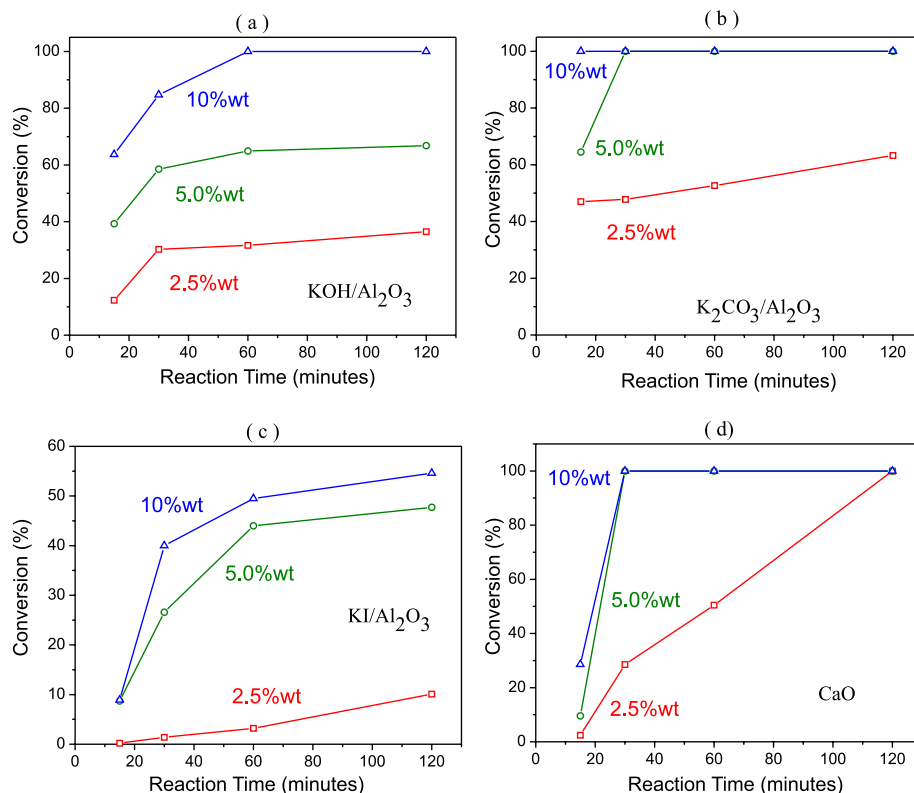 ( a )
Conversion (%)
100
80
60
40
20
0
10%wt
5.0%wt
2.5%wt
KOH/Al₂O₃
0 20 40 60 80 100 120
Reaction Time (minutes)
( b )
Conversion (%)
100
80
60
40
20
0
10%wt
5.0%wt
2.5%wt
K₂CO₃/Al₂O₃
0 20 40 60 80 100 120
Reaction Time (minutes)
( c )
Conversion (%)
60
50
40
30
20
10
0
10%wt
5.0%wt
KI/Al₂O₃
2.5%wt
0 20 40 60 80 100 120
Reaction Time (minutes)
( d )
Conversion (%)
100
80
60
40
20
0
10%wt
5.0%wt
2.5%wt
CaO
0 20 40 60 80 100 120
Reaction Time (minutes)